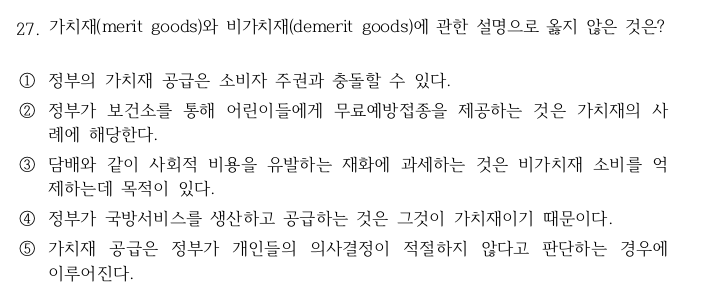 27. 가치재(merit goods)와 비가치재(demerit goods)에 관한 설명으로 옳지 않은 것은?
① 정부의 가치재 공급은 소비자 주권과 충돌할 수 있다.
② 정부가 보건소를 통해 어린이들에게 무료예방접종을 제공하는 것은 가치재의 사
례에 해당한다.
③ 담배와 같이 사회적 비용을 유발하는 재화에 과세하는 것은 비가치재 소비를 억
제하는데 목적이 있다.
④ 정부가 국방서비스를 생산하고 공급하는 것은 그것이 가치재이기 때문이다.
⑤ 가치재 공급은 정부가 개인들의 의사결정이 적절하지 않다고 판단하는 경우에
이루어진다.